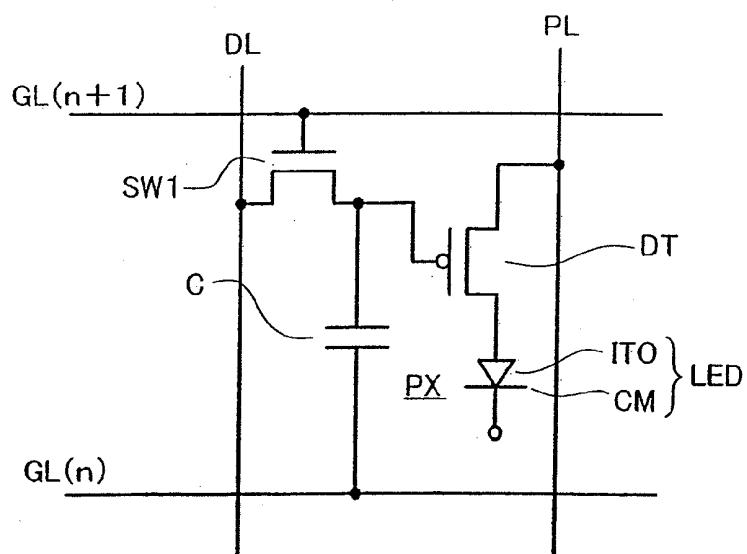 DL
PL
GL(n+1)
SW1
DT
C
ITO
LED
PX
CM
GL(n)